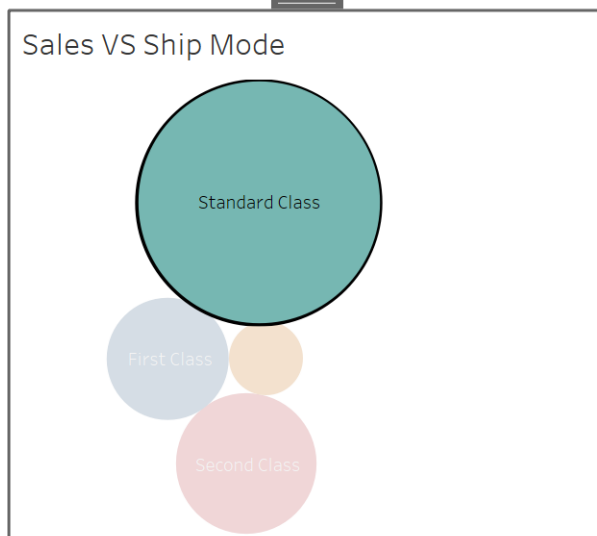 Sales VS Ship Mode
Standard Class
First Class
Second Class